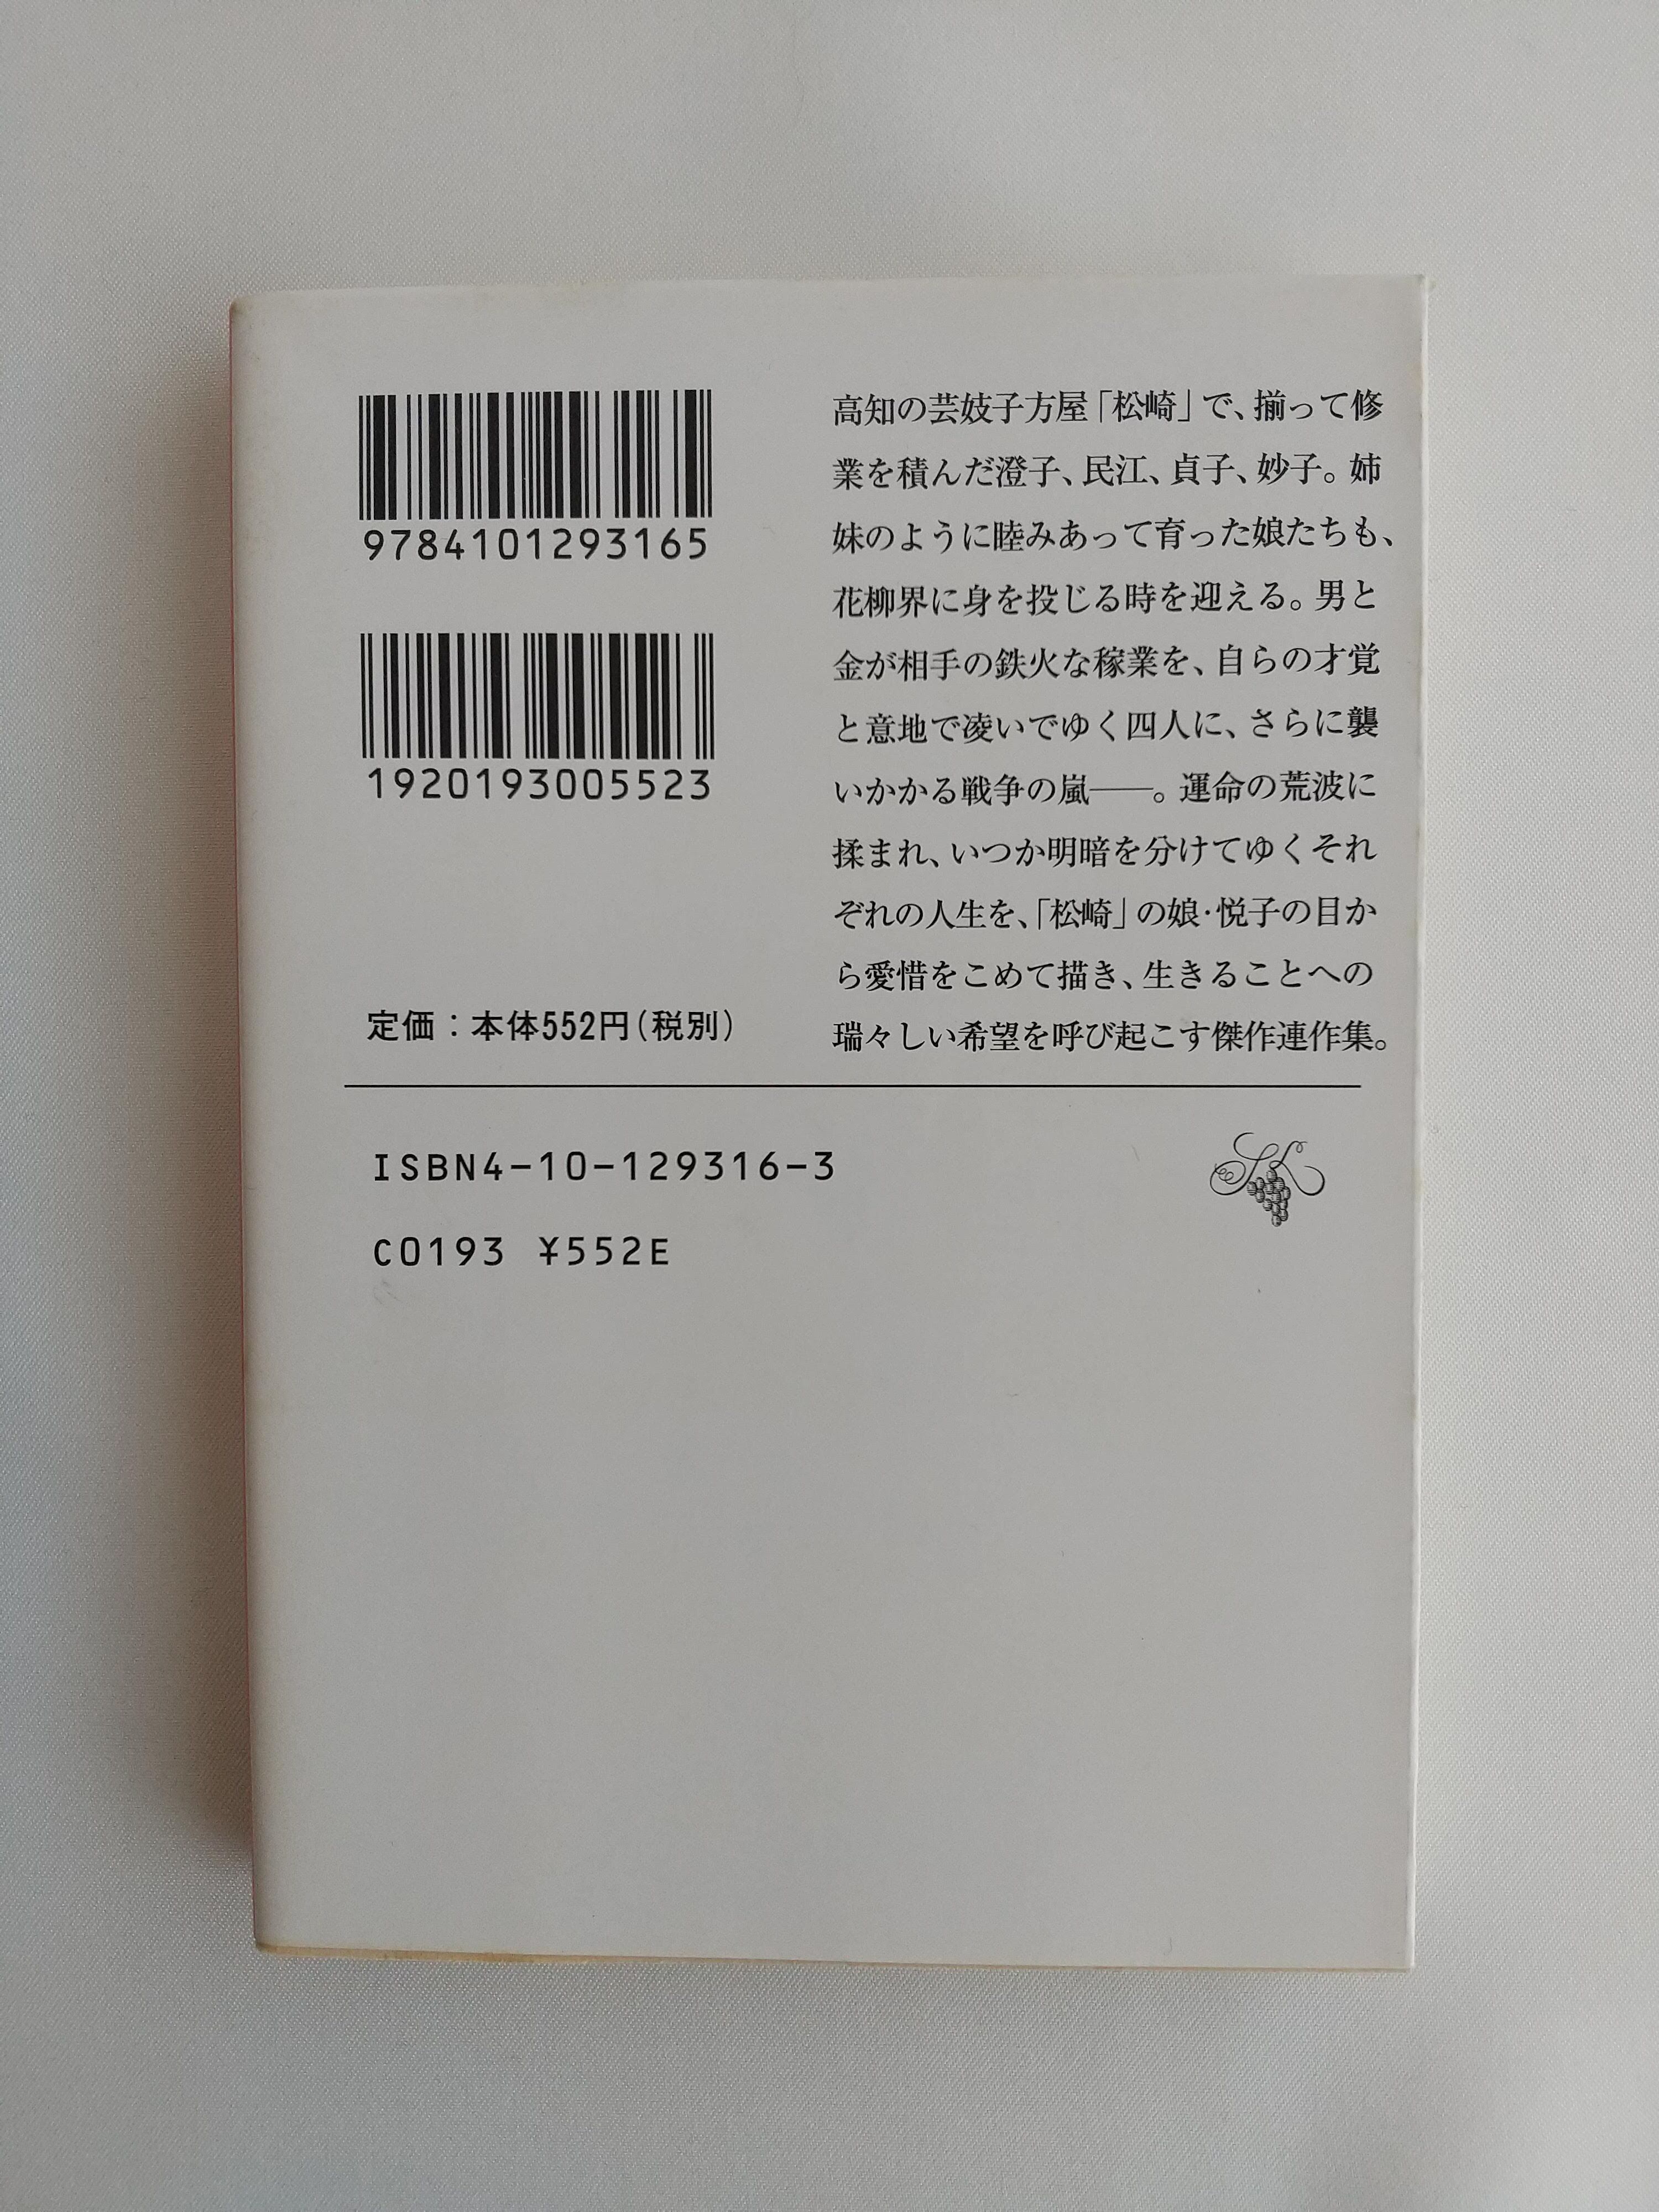 9784101293165
1920193005523
定価：本体552円(税別)
高知の芸妓子方屋「松崎」で、揃って修
業を積んだ澄子、民江、貞子、妙子。姉
妹のように睦みあって育った娘たちも、
花柳界に身を投じる時を迎える。男と
金が相手の鉄火な稼業を、自らの才覚
と意地で凌いでゆく四人に、さらに襲
いかかる戦争の嵐――。運命の荒波に
揉まれ、いつか明暗を分けてゆくそれ
ぞれの人生を、「松崎」の娘・悦子の目か
ら愛惜をこめて描き、生きることへの
瑞々しい希望を呼び起こす傑作連作集。
ISBN4-10-129316-3
C0193 ¥552E